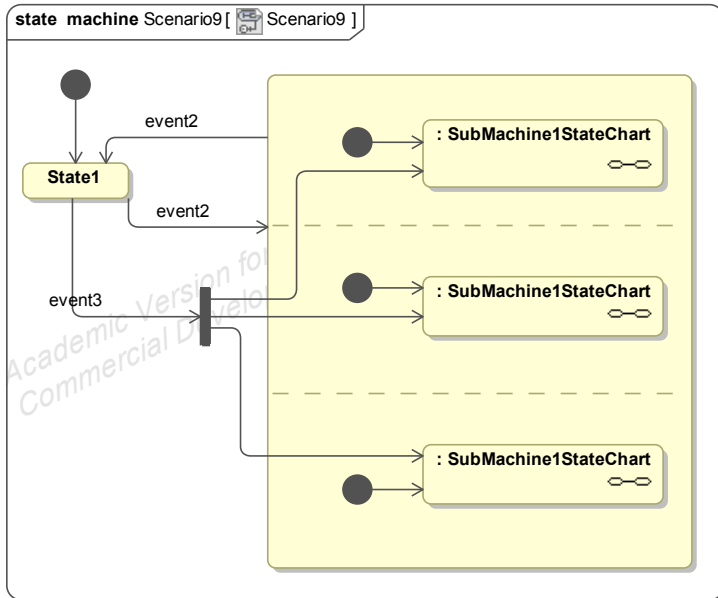 state machine Scenario9 [ Scenario9 ]
event2
: SubMachine1StateChart
State1
event2
: SubMachine1StateChart
event3
Academic Version for
Commercial Develo
: SubMachine1StateChart